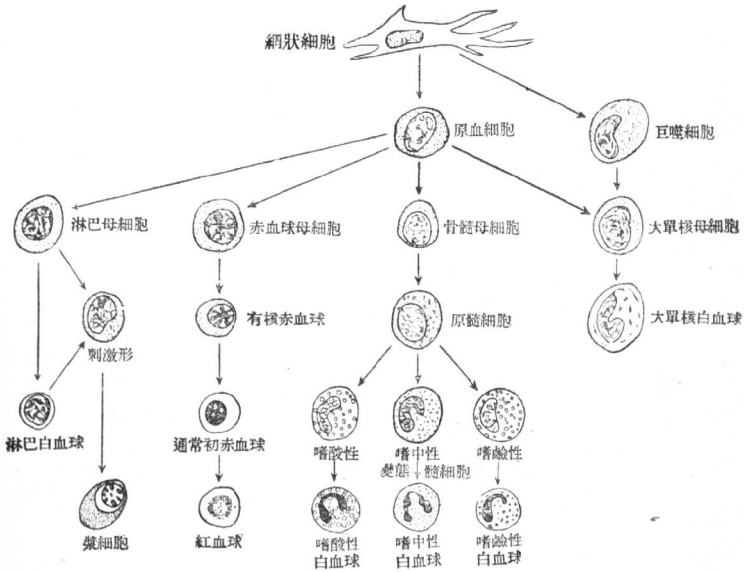 網狀細胞
原血細胞
巨噬細胞
淋巴母細胞
赤血球母細胞
骨髓母細胞
大單核母細胞
有核赤血球
原髓細胞
大單核白血球
刺激形
淋巴白血球
通常初赤血球
嗜酸性
嗜中性
嗜鹼性
變態 髓細胞
漿細胞
紅血球
嗜酸性
白血球
嗜中性
白血球
嗜鹼性
白血球